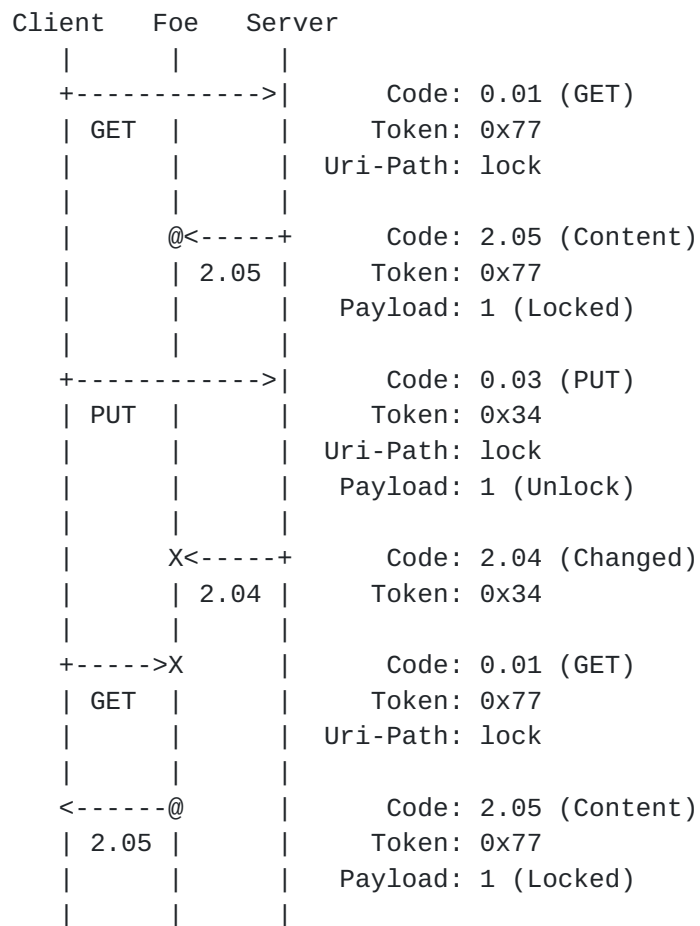 Client Foe Server
| | |
+------------>| Code: 0.01 (GET)
| GET | | Token: 0x77
| | | Uri-Path: lock
| | |
| @<-----+ Code: 2.05 (Content)
| | 2.05 | Token: 0x77
| | | Payload: 1 (Locked)
| | |
+------------>| Code: 0.03 (PUT)
| PUT | | Token: 0x34
| | | Uri-Path: lock
| | | Payload: 1 (Unlock)
| | |
| X<-----+ Code: 2.04 (Changed)
| | 2.04 | Token: 0x34
| | |
+----->X | Code: 0.01 (GET)
| GET | | Token: 0x77
| | | Uri-Path: lock
| | |
<------@ | Code: 2.05 (Content)
| 2.05 | | Token: 0x77
| | | Payload: 1 (Locked)
| | |